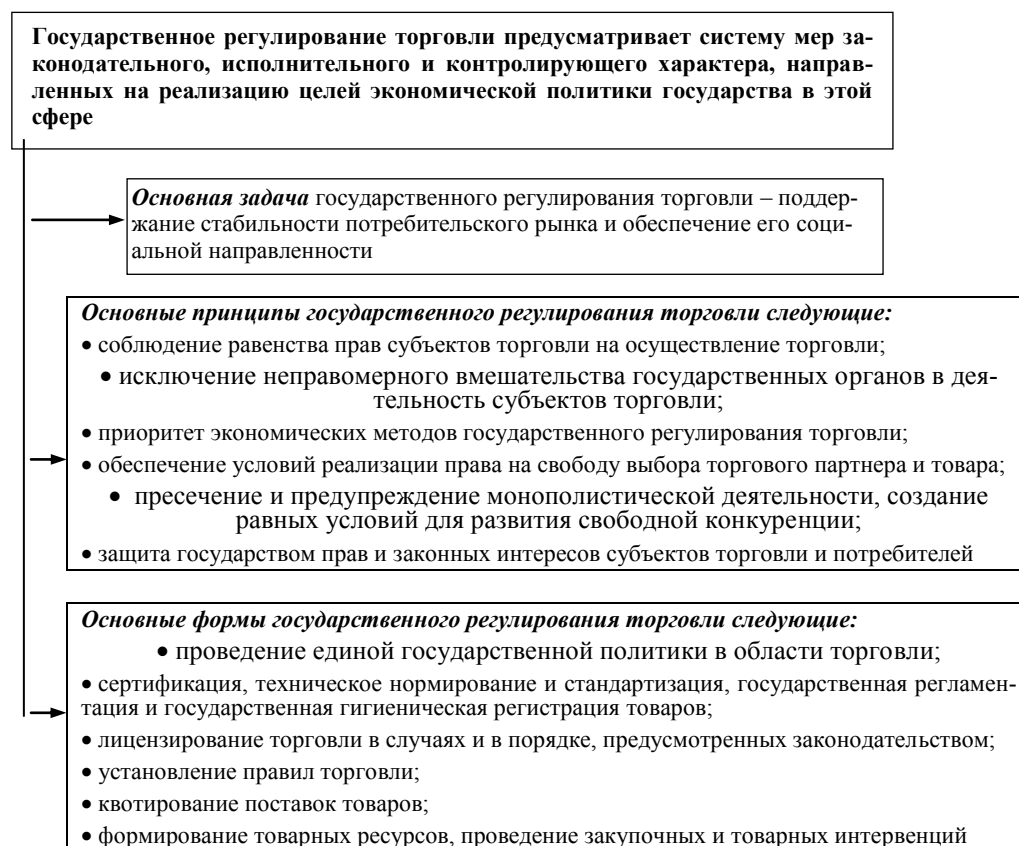 Государственное регулирование торговли предусматривает систему мер за-
конодательного, исполнительного и контролирующего характера, направ-
ленных на реализацию целей экономической политики государства в этой
сфере
Основная задача государственного регулирования торговли – поддер-
жание стабильности потребительского рынка и обеспечение его соци-
альной направленности
Основные принципы государственного регулирования торговли следующие:
• соблюдение равенства прав субъектов торговли на осуществление торговли;
• исключение неправомерного вмешательства государственных органов в дея-
тельность субъектов торговли;
• приоритет экономических методов государственного регулирования торговли;
• обеспечение условий реализации права на свободу выбора торгового партнера и товара;
• пресечение и предупреждение монополистической деятельности, создание
равных условий для развития свободной конкуренции;
• защита государством прав и законных интересов субъектов торговли и потребителей
Основные формы государственного регулирования торговли следующие:
• проведение единой государственной политики в области торговли;
• сертификация, техническое нормирование и стандартизация, государственная регламен-
тация и государственная гигиеническая регистрация товаров;
• лицензирование торговли в случаях и в порядке, предусмотренных законодательством;
• установление правил торговли;
• квотирование поставок товаров;
• формирование товарных ресурсов, проведение закупочных и товарных интервенций